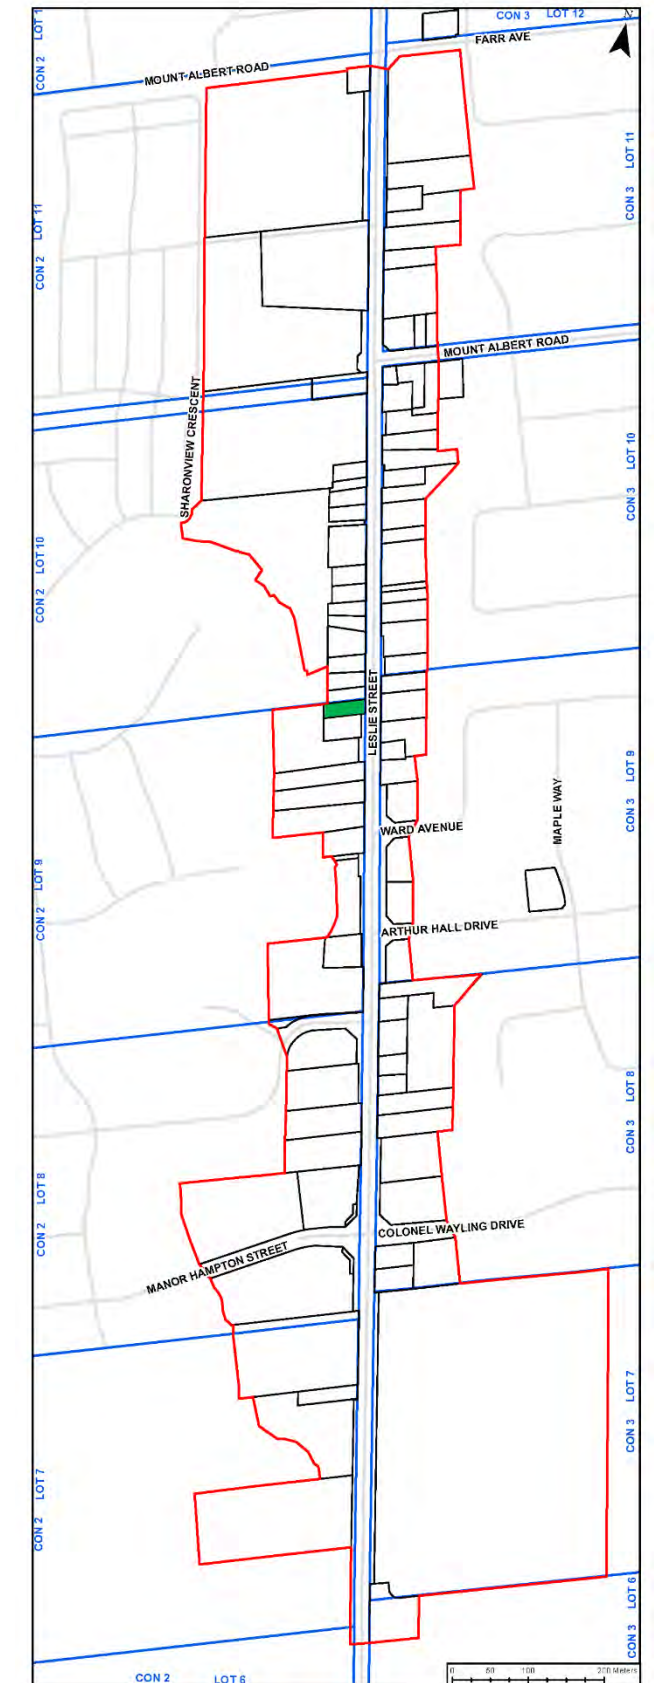 CON 3 LOT 12
N
FARR AVE
CON 2 LOT 1
MOUNT ALBERT ROAD
CON 3 LOT 11
CON 2 LOT 11
MOUNT ALBERT ROAD
SHARONVIEW CRESCENT
CON 3 LOT 10
CON 2 LOT 10
LESLIE STREET
CON 3 LOT 9
MAPLE WAY
WARD AVENUE
CON 2 LOT 9
ARTHUR HALL DRIVE
CON 3 LOT 8
CON 2 LOT 8
COLONEL WAYLING DRIVE
MANOR HAMPTON STREET
CON 3 LOT 7
CON 2 LOT 7
CON 3 LOT 6
CON 2 LOT 6
0 50 100 200 Meters